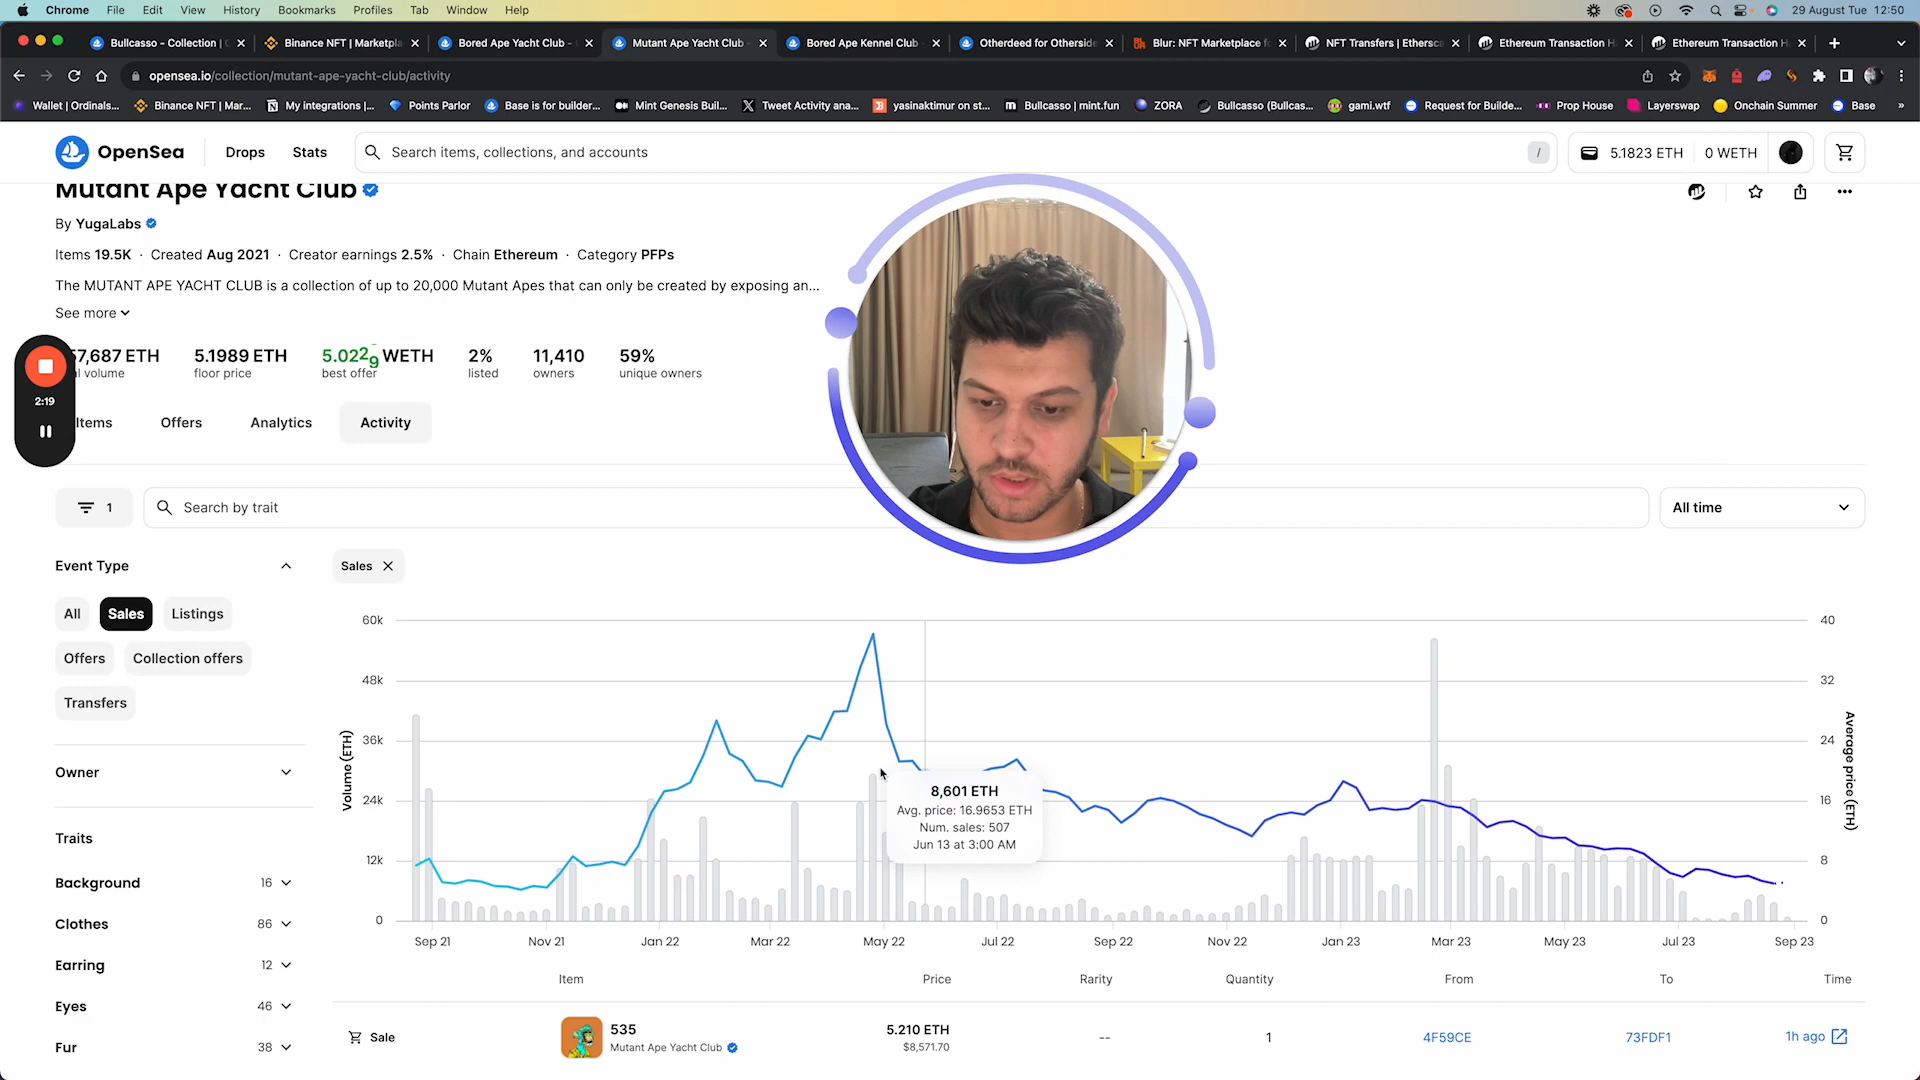 Chrome File Edit View History Bookmarks Profiles Tab Window Help 29 August Tue 12:50
Bullcasso - Collection | Binance NFT | Marketpl Bored Ape Yacht Club - Mutant Ape Yacht Club - Bored Ape Kennel Club Otherdeed for Otherside Blur: NFT Marketplace fo NFT Transfers | Ethersca Ethereum Transaction H Ethereum Transaction H
opensea.io/collection/mutant-ape-yacht-club/activity
Wallet | Ordinals... Binance NFT | Mar... My integrations |... Points Parlor Base is for builder... Mint Genesis Buil... Tweet Activity ana... yasinaktimur on st... Bullcasso | mint.fun Bullcasso (Bullcas... ZORA gami.wtf Request for Builde... Prop House Layerswap Onchain Summer Base »
OpenSea Drops Stats Search items, collections, and accounts / 5.1823 ETH 0 WETH
Mutant Ape Yacht Club
By YugaLabs
Items 19.5K · Created Aug 2021 · Creator earnings 2.5% · Chain Ethereum · Category PFPs
The MUTANT APE YACHT CLUB is a collection of up to 20,000 Mutant Apes that can only be created by exposing an...
See more
57,687 ETH 5.1989 ETH WETH 2% 11,410 59%
volume floor price best offer listed owners unique owners
2:19
Items Offers Analytics Activity
1 Search by trait All time
Event Type Sales
All Sales Listings
Offers Collection offers
Transfers
Owner
Traits
Background 16
Clothes 86
Earring 12
Eyes 46
Fur 38
60k 40
48k 32
36k 24
24k 16
12k 8
0 0
Volume (ETH)
Average price (ETH)
8,601 ETH
Avg. price: 16.9653 ETH
Num. sales: 507
Jun 13 at 3:00 AM
Sep 21 Nov 21 Jan 22 Mar 22 May 22 Jul 22 Sep 22 Nov 22 Jan 23 Mar 23 May 23 Jul 23 Sep 23
Item Price Rarity Quantity From To Time
Sale 535 5.210 ETH -- 1 4F59CE 73FDF1 1h ago
Mutant Ape Yacht Club $8,571.70